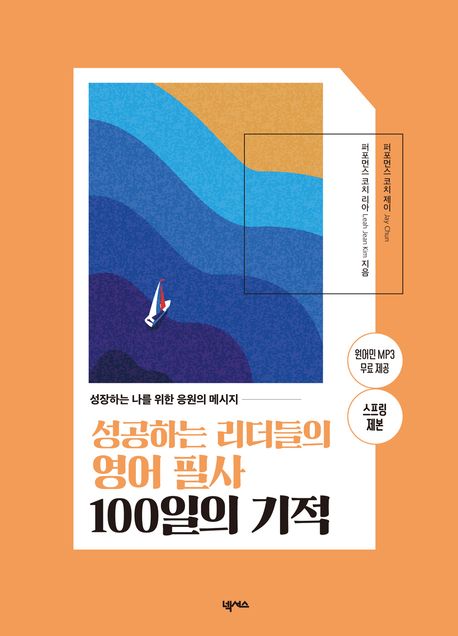 퍼포먼스 코치 제이 Jay Chun
퍼포먼스 코치 리아 Leah Jean Kim 지음
원어민 MP3
무료 제공
스프링
제본
성장하는 나를 위한 응원의 메시지
성공하는 리더들의
영어 필사
100일의 기적
넥서스